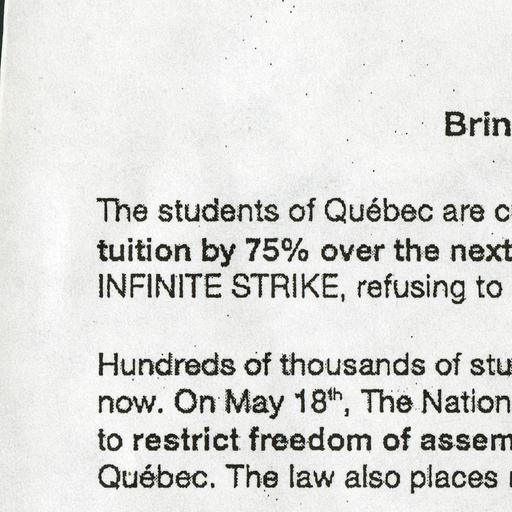 Brin
The students of Québec are c
tuition by 75% over the next
INFINITE STRIKE, refusing to
Hundreds of thousands of stu
now. On May 18th, The Nation
to restrict freedom of assem
Québec. The law also places